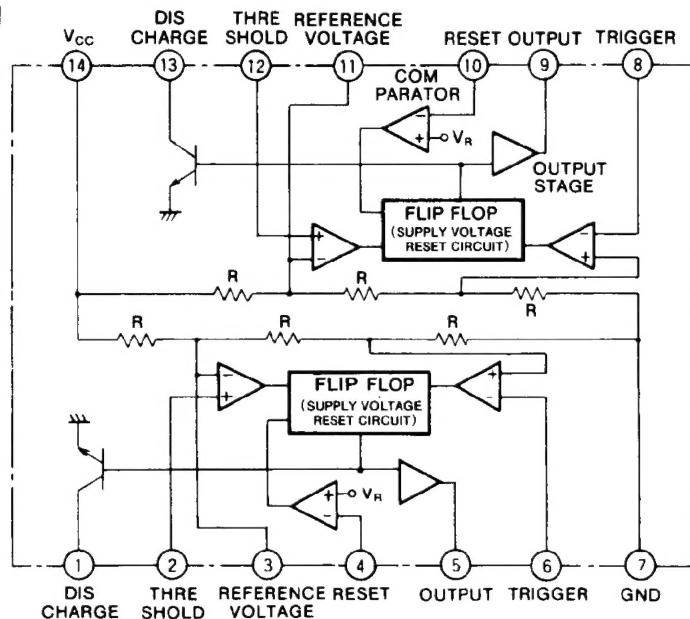 VCC
DIS
CHARGE
THRE
SHOLD
REFERENCE
VOLTAGE
RESET
OUTPUT
TRIGGER
14
13
12
11
10
9
8
COM
PARATOR
-
+
VR
OUTPUT
STAGE
FLIP FLOP
(SUPPLY VOLTAGE
RESET CIRCUIT)
+
-
-
+
R
R
R
R
R
R
-
+
FLIP FLOP
(SUPPLY VOLTAGE
RESET CIRCUIT)
+
-
+
-
VR
1
2
3
4
5
6
7
DIS
CHARGE
THRE
SHOLD
REFERENCE
VOLTAGE
RESET
OUTPUT
TRIGGER
GND